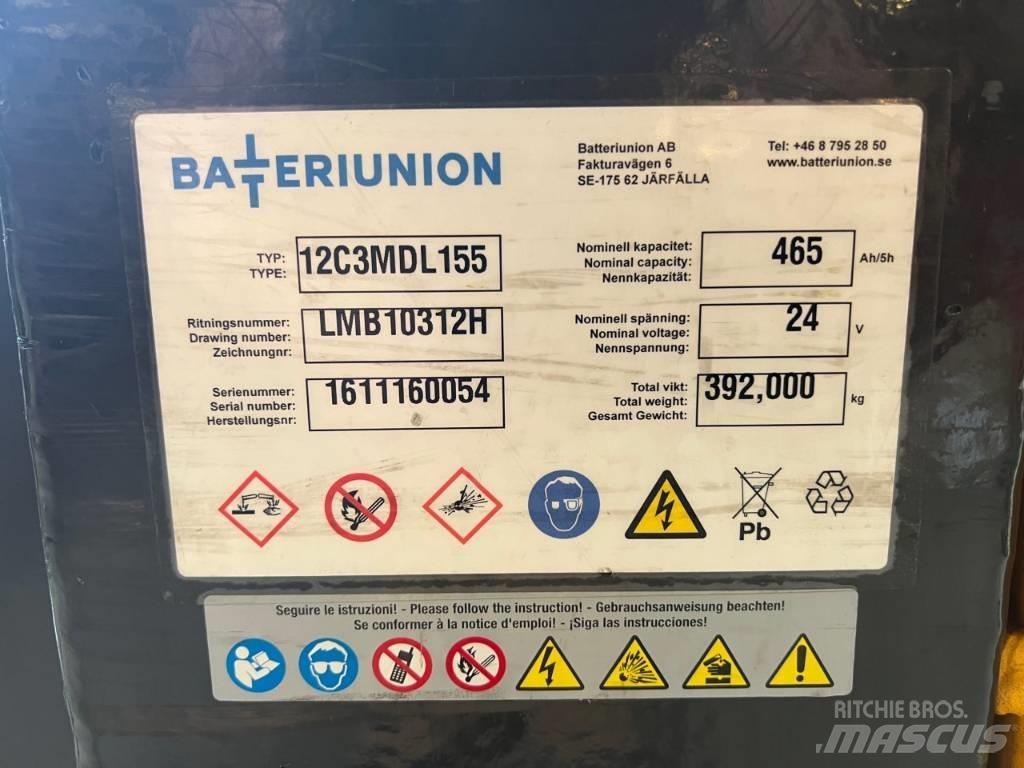 BATTERIUNION
Batteriunion AB
Fakturavägen 6
SE-175 62 JÄRFÄLLA
Tel: +46 8 795 28 50
www.batteriunion.se
TYP:
TYPE:
12C3MDL155
Nominell kapacitet:
Nominal capacity:
Nennkapazität:
465
Ah/5h
Ritningsnummer:
Drawing number:
Zeichnungnr:
LMB10312H
Nominell spänning:
Nominal voltage:
Nennspannung:
24
V
Serienummer:
Serial number:
Herstellungsnr:
1611160054
Total vikt:
Total weight:
Gesamt Gewicht:
392,000
kg
Pb
Seguire le istruzioni! - Please follow the instruction! - Gebrauchsanweisung beachten!
Se conformer à la notice d'emploi! - ¡Siga las instrucciones!
RITCHIE BROS.
MASCUS